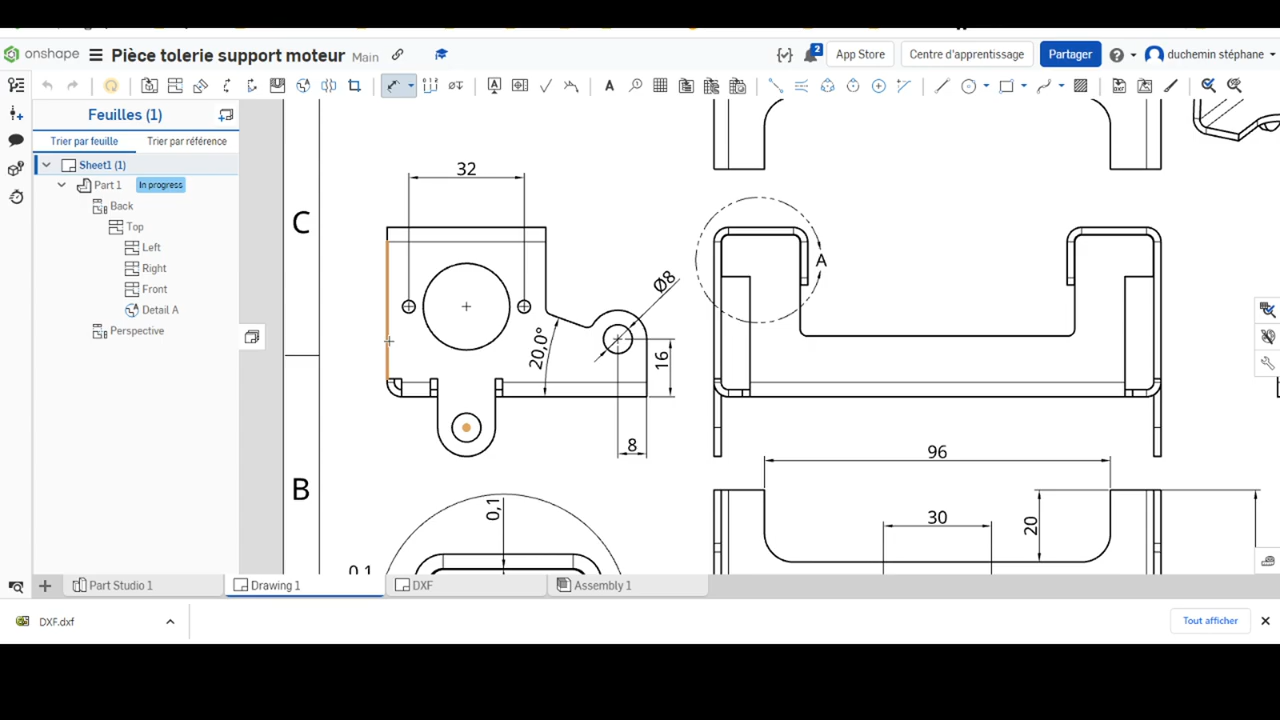 onshape
Pièce tolerie support moteur
Main
2
App Store
Centre d'apprentissage
Partager
duchemin stéphane
Feuilles (1)
Trier par feuille
Trier par référence
Sheet1 (1)
Part 1
In progress
Back
Top
Left
Right
Front
Detail A
Perspective
C
32
Ø8
20,0°
16
8
A
B
0,1
0,1
96
30
20
Part Studio 1
Drawing 1
DXF
Assembly 1
DXF.dxf
Tout afficher